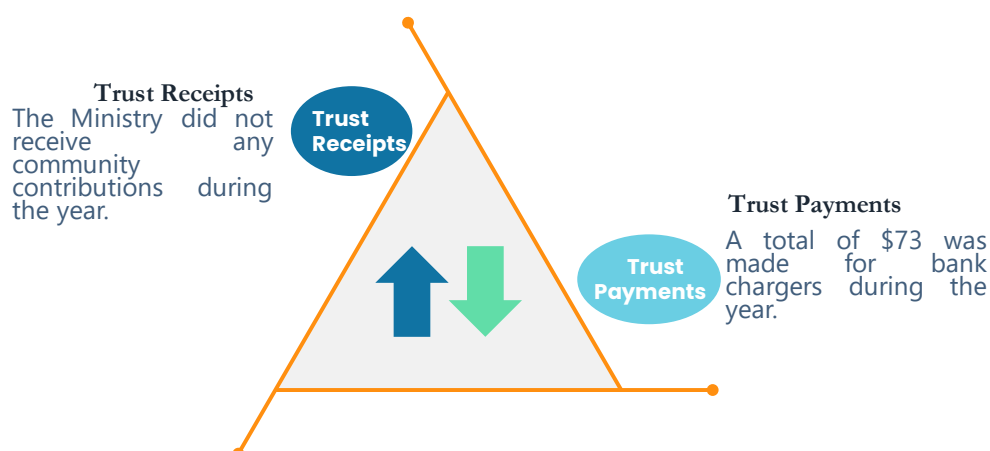 Trust Receipts
The Ministry did not
receive any
community
contributions during
the year.
Trust
Receipts
Trust Payments
A total of $73 was
made for bank
chargers during the
year.
Trust
Payments